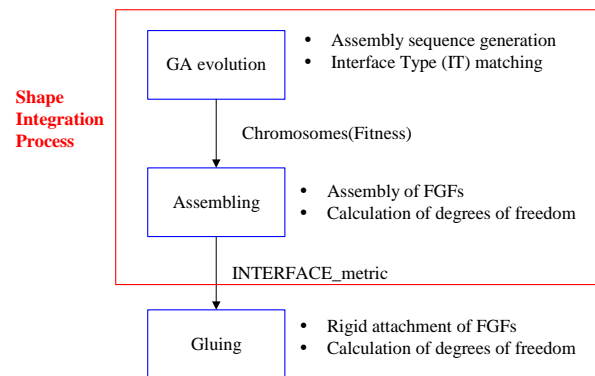 GA evolution
• Assembly sequence generation
• Interface Type (IT) matching
Shape
Integration
Process
Chromosomes(Fitness)
Assembling
• Assembly of FGFs
• Calculation of degrees of freedom
INTERFACE_metric
Gluing
• Rigid attachment of FGFs
• Calculation of degrees of freedom